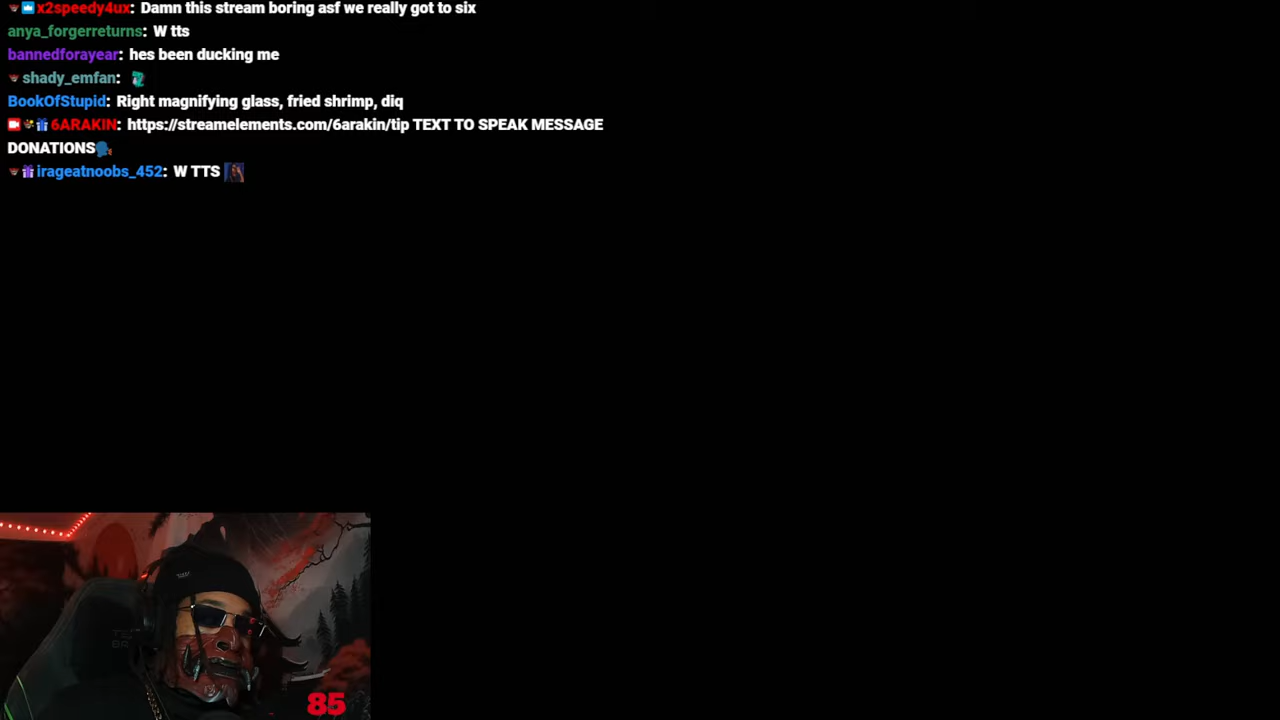 x2speedy4ux: Damn this stream boring asf we really got to six
anya_forgerreturns: W tts
bannedforayear: hes been ducking me
shady_emfan:
BookOfStupid: Right magnifying glass, fried shrimp, diq
6ARAKIN: https://streamelements.com/6arakin/tip TEXT TO SPEAK MESSAGE
DONATIONS🗣
irageatnoobs_452: W TTS
85